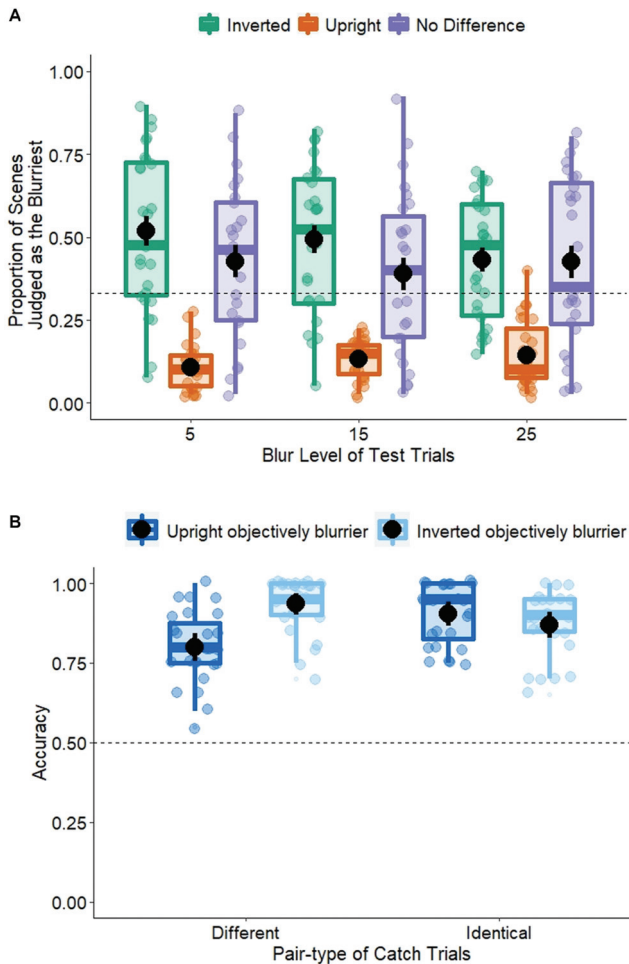 A
Inverted Upright No Difference
1.00
0.75
0.50
0.25
0.00
Proportion of Scenes
Judged as the Blurriest
5 15 25
Blur Level of Test Trials
B
Upright objectively blurrier Inverted objectively blurrier
1.00
0.75
0.50
0.25
0.00
Accuracy
Different Identical
Pair-type of Catch Trials